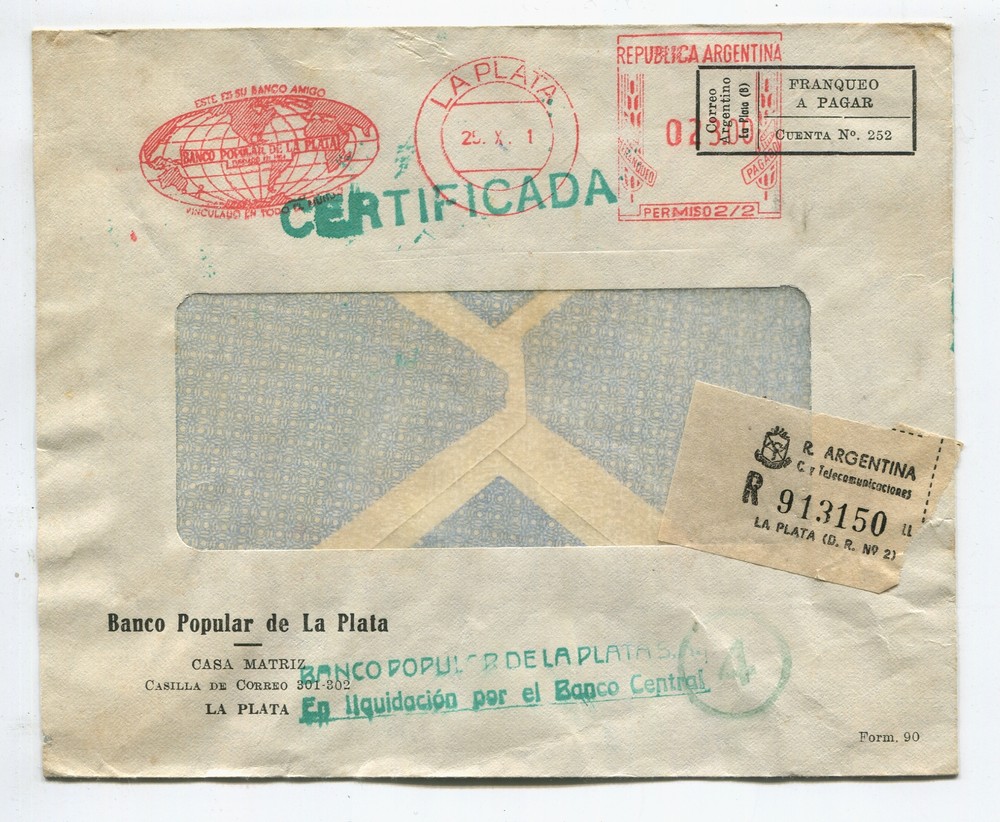 ESTE ES SU BANCO AMIGO
BANCO POPULAR DE LA PLATA
VINCULADO EN TODO EL
LA PLATA
25. X. 1
REPUBLICA ARGENTINA
FRANQUEO
PAGADO
PERMISO 2/2
Correo
Argentino
La Plata (B)
FRANQUEO
A PAGAR
CUENTA Nº. 252
CERTIFICADA
R. ARGENTINA
C. y Telecomunicaciones
R 913150 LL
LA PLATA (D. R. Nº 2)
Banco Popular de La Plata
CASA MATRIZ
CASILLA DE CORREO 301-302
LA PLATA
BANCO POPULAR DE LA PLATA S.A.
En liquidación por el Banco Central
4
Form. 90